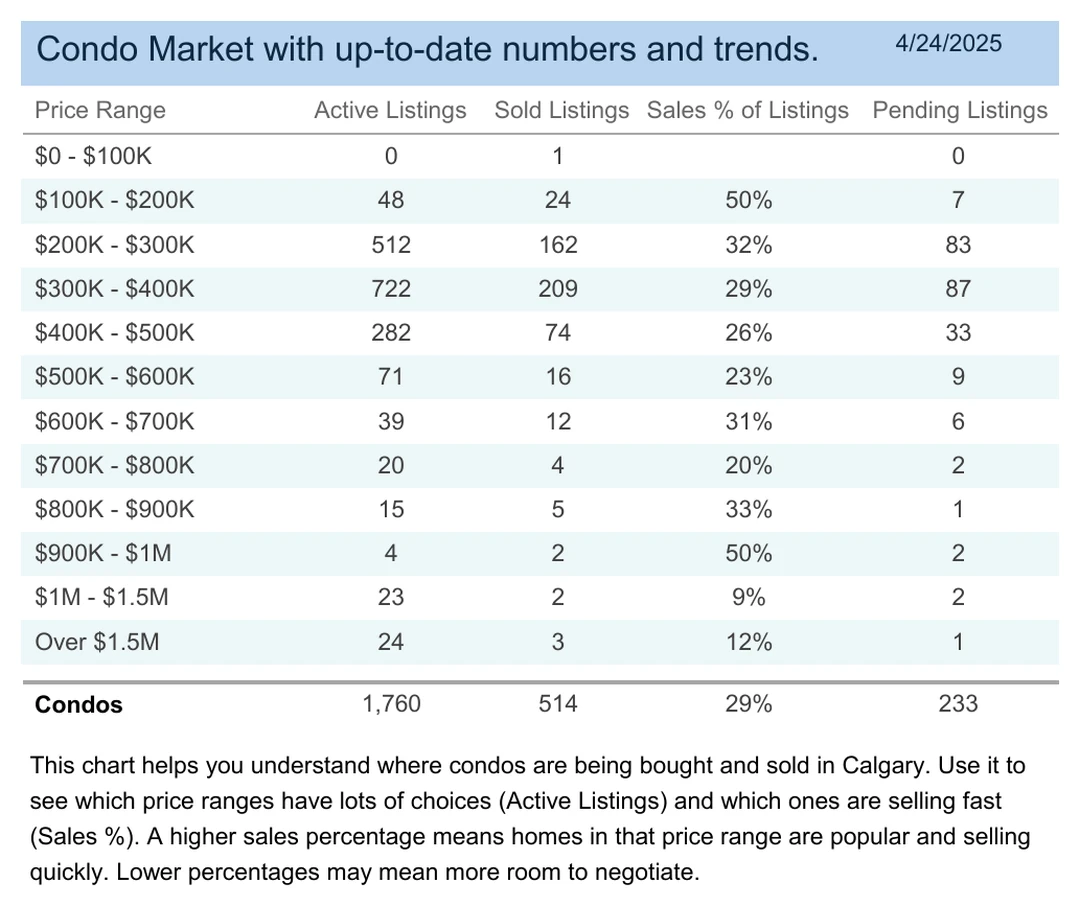 Condo Market with up-to-date numbers and trends. 4/24/2025
Price Range Active Listings Sold Listings Sales % of Listings Pending Listings
$0 - $100K 0 1 0
$100K - $200K 48 24 50% 7
$200K - $300K 512 162 32% 83
$300K - $400K 722 209 29% 87
$400K - $500K 282 74 26% 33
$500K - $600K 71 16 23% 9
$600K - $700K 39 12 31% 6
$700K - $800K 20 4 20% 2
$800K - $900K 15 5 33% 1
$900K - $1M 4 2 50% 2
$1M - $1.5M 23 2 9% 2
Over $1.5M 24 3 12% 1
Condos 1,760 514 29% 233
This chart helps you understand where condos are being bought and sold in Calgary. Use it to
see which price ranges have lots of choices (Active Listings) and which ones are selling fast
(Sales %). A higher sales percentage means homes in that price range are popular and selling
quickly. Lower percentages may mean more room to negotiate.